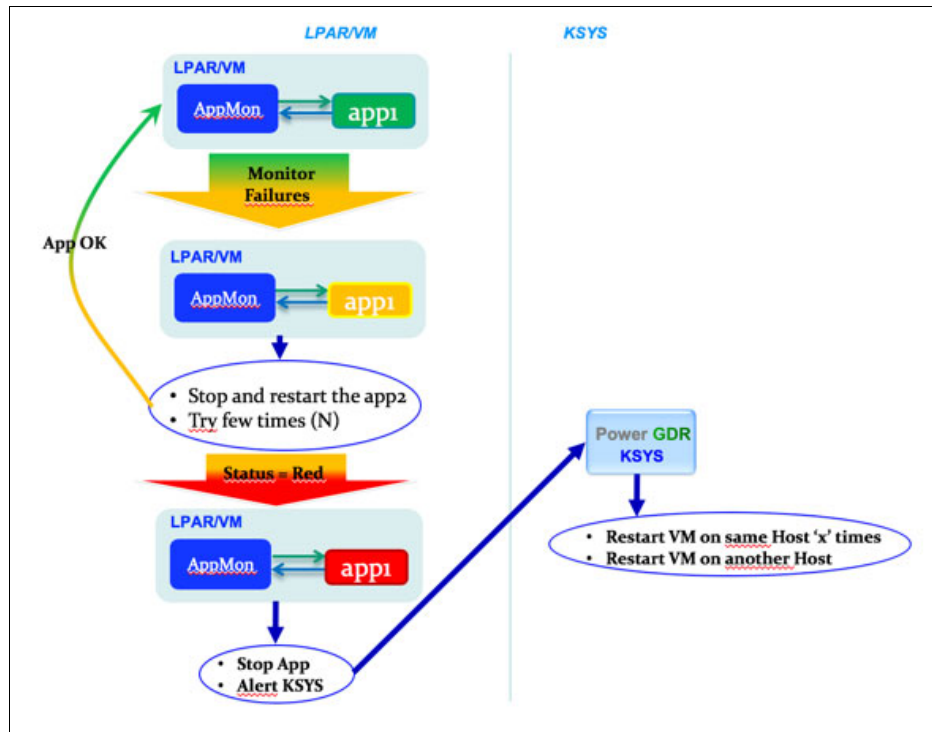 LPAR/VM
KSYS
LPAR/VM
AppMon
app1
Monitor
Failures
App OK
LPAR/VM
AppMon
app1
• Stop and restart the app2
• Try few times (N)
Status = Red
LPAR/VM
AppMon
app1
• Stop App
• Alert KSYS
Power GDR
KSYS
• Restart VM on same Host ‘x’ times
• Restart VM on another Host